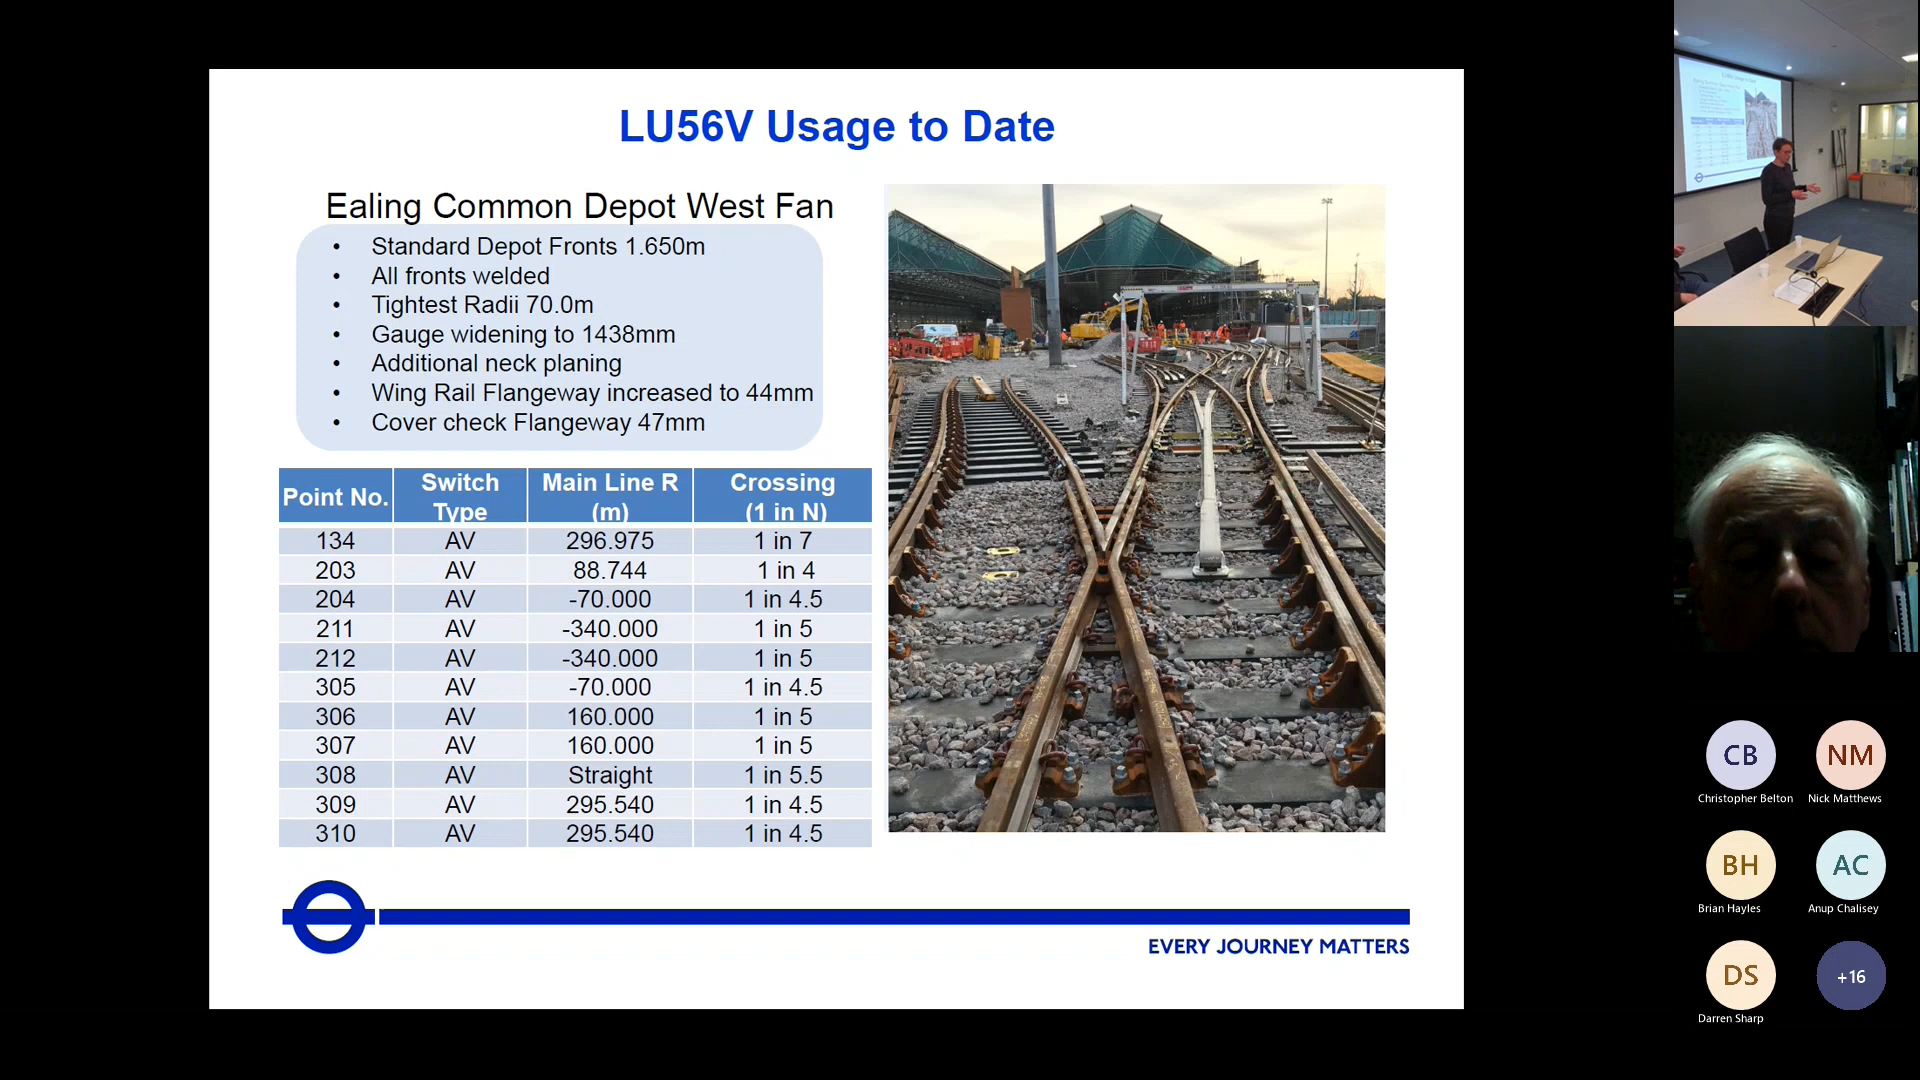 LU56V Usage to Date
Ealing Common Depot West Fan
• Standard Depot Fronts 1.650m
• All fronts welded
• Tightest Radii 70.0m
• Gauge widening to 1438mm
• Additional neck planing
• Wing Rail Flangeway increased to 44mm
• Cover check Flangeway 47mm
Point No. Switch Type Main Line R (m) Crossing (1 in N)
134 AV 296.975 1 in 7
203 AV 88.744 1 in 4
204 AV -70.000 1 in 4.5
211 AV -340.000 1 in 5
212 AV -340.000 1 in 5
305 AV -70.000 1 in 4.5
306 AV 160.000 1 in 5
307 AV 160.000 1 in 5
308 AV Straight 1 in 5.5
309 AV 295.540 1 in 4.5
310 AV 295.540 1 in 4.5
EVERY JOURNEY MATTERS
CB NM
Christopher Belton Nick Matthews
BH AC
Brian Hayles Anup Chalisey
DS +16
Darren Sharp